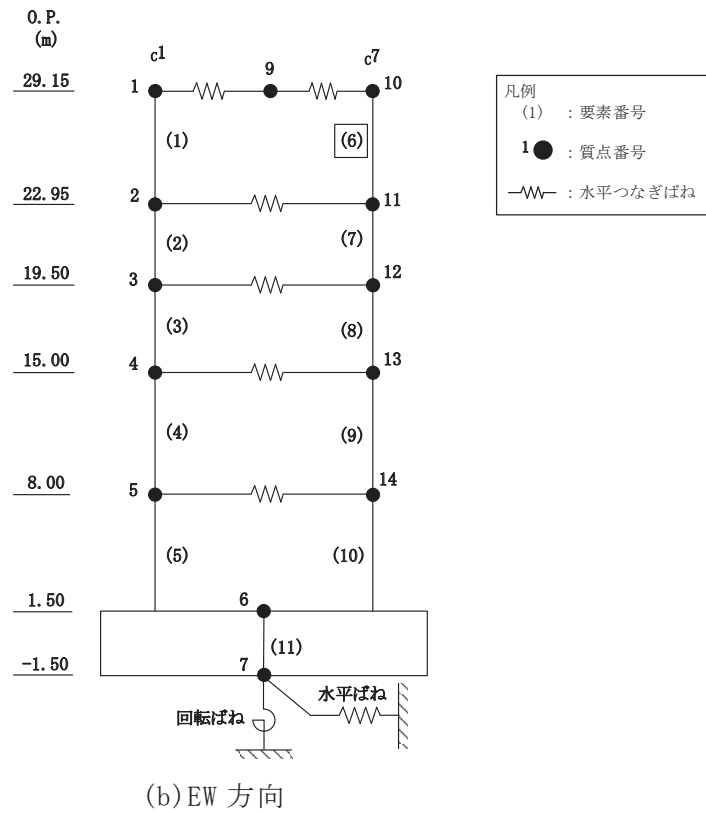 O.P.
(m)
c1
c7
29.15
1
9
10
(1)
(6)
22.95
2
11
(2)
(7)
19.50
3
12
(3)
(8)
15.00
4
13
(4)
(9)
8.00
5
14
(5)
(10)
1.50
6
(11)
-1.50
7
水平ばね
回転ばね
凡例
(1) : 要素番号
1 : 質点番号
: 水平つなぎばね
(b)EW 方向